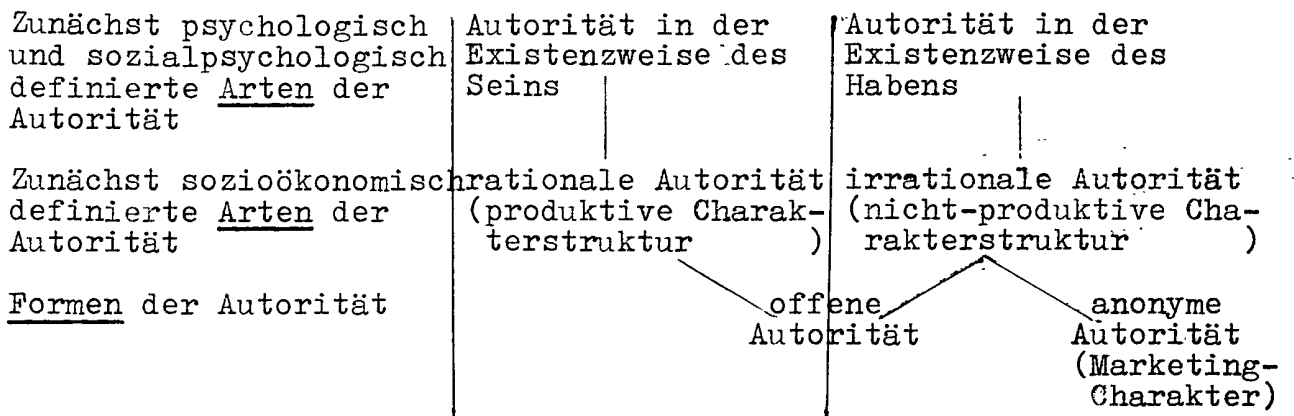 Zunächst psychologisch Autorität in der Autorität in der
und sozialpsychologisch Existenzweise des Existenzweise des
definierte Arten der Seins Habens
Autorität
Zunächst sozioökonomisch rationale Autorität irrationale Autorität
definierte Arten der (produktive Charak- (nicht-produktive Cha-
Autorität terstruktur ) rakterstruktur )
Formen der Autorität offene anonyme
Autorität Autorität
(Marketing-
Charakter)